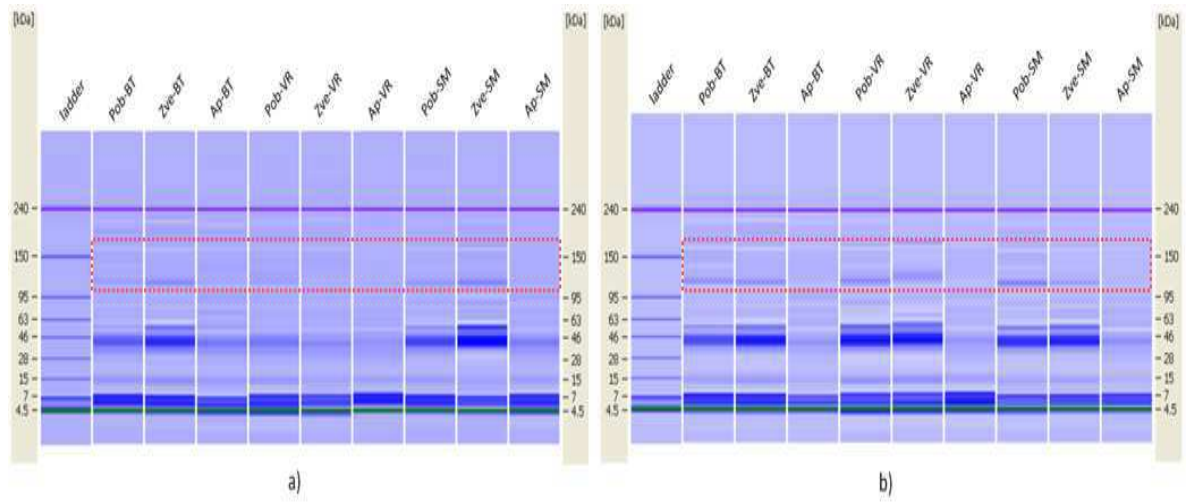 [kDa] [kDa] [kDa] [kDa]
ladder Pob-BT Zve-BT Ap-BT Pob-VR Zve-VR Ap-VR Pob-SM Zve-SM Ap-SM
ladder Pob-BT Zve-BT Ap-BT Pob-VR Zve-VR Ap-VR Pob-SM Zve-SM Ap-SM
240 240 240 240
150 150 150 150
95 95 95 95
63 63 63 63
46 46 46 46
28 28 28 28
15 15 15 15
7 7 7 7
4.5 4.5 4.5 4.5
a) b)